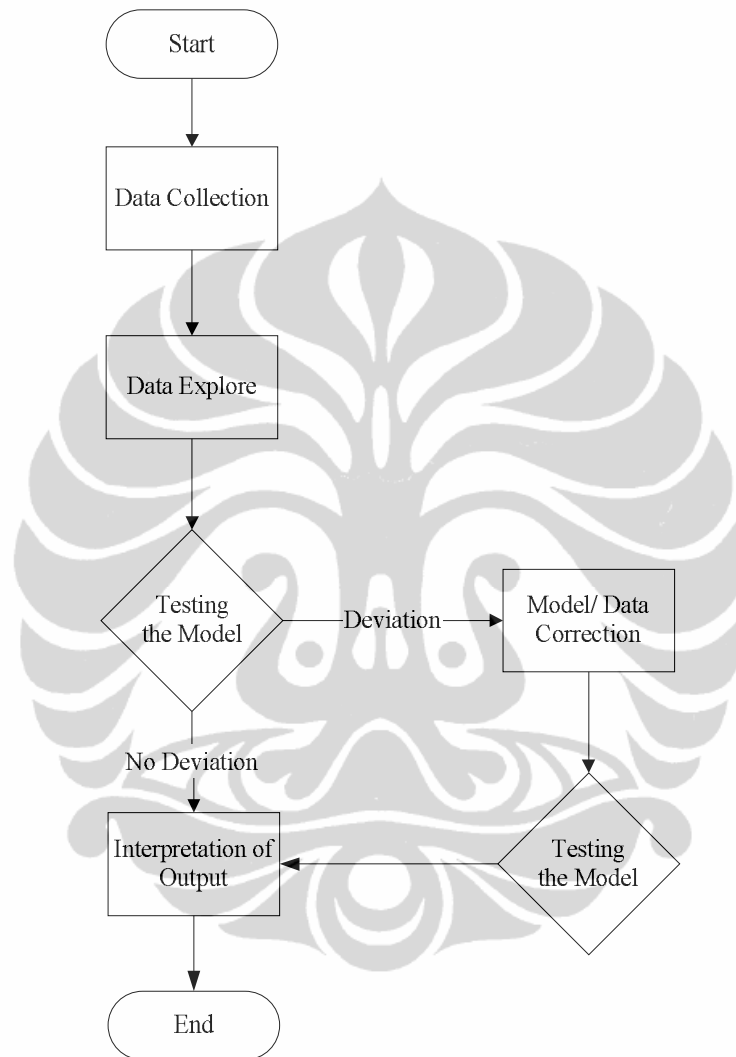 Start
Data Collection
Data Explore
Testing
the Model
Deviation
Model/ Data
Correction
No Deviation
Interpretation of
Output
Testing
the Model
End